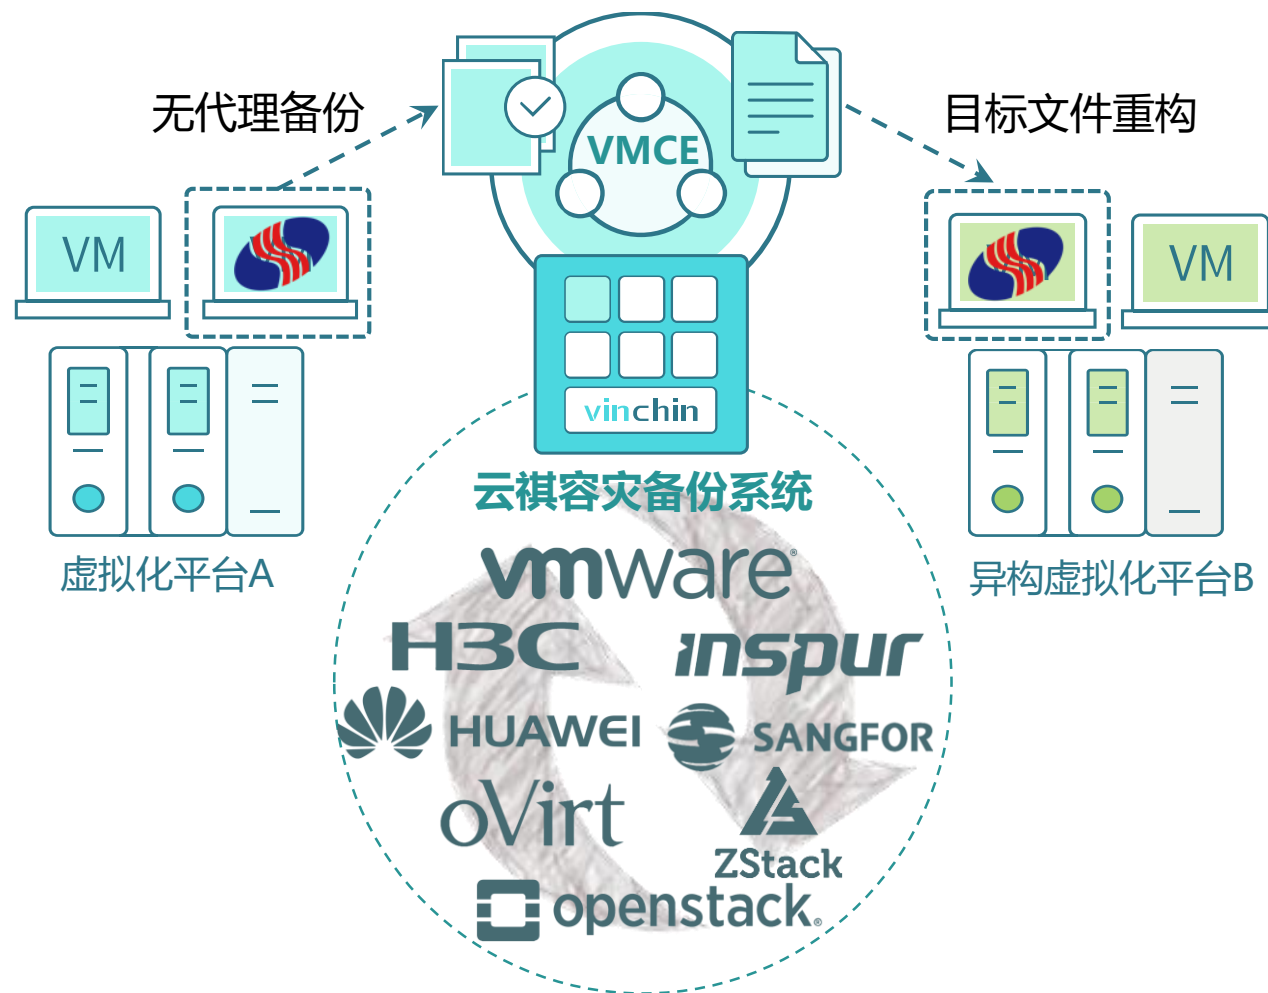 无代理备份
目标文件重构
VMCE
VM
VM
vinchin
云祺容灾备份系统
虚拟化平台A
异构虚拟化平台B
vmware®
H3C
inspur
HUAWEI
SANGFOR
oVirt
ZStack
openstack®